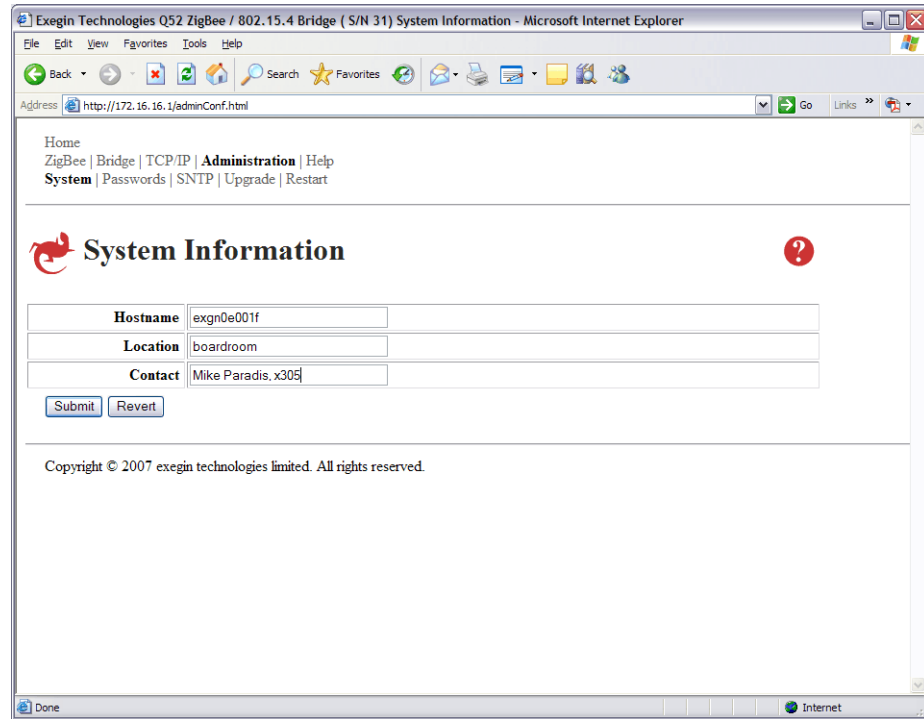 Exegin Technologies Q52 ZigBee / 802.15.4 Bridge ( S/N 31) System Information - Microsoft Internet Explorer
File Edit View Favorites Tools Help
Back Search Favorites
Address http://172.16.16.1/adminConf.html Go Links »
Home
ZigBee | Bridge | TCP/IP | Administration | Help
System | Passwords | SNTP | Upgrade | Restart
System Information ?
Hostname exgn0e001f
Location boardroom
Contact Mike Paradis, x305
Submit Revert
Copyright © 2007 exegin technologies limited. All rights reserved.
Done Internet